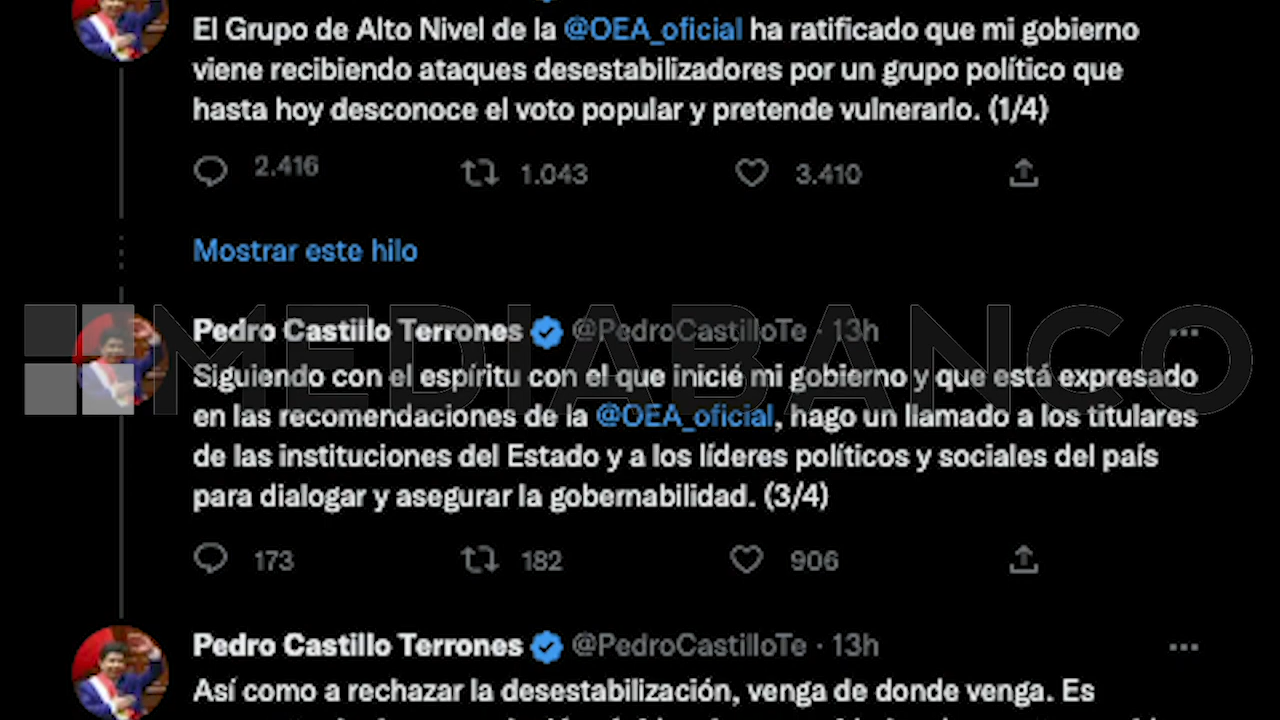 El Grupo de Alto Nivel de la @OEA_oficial ha ratificado que mi gobierno
viene recibiendo ataques desestabilizadores por un grupo político que
hasta hoy desconoce el voto popular y pretende vulnerarlo. (1/4)
2.416 1.043 3.410
Mostrar este hilo
MEDIABANCO
Pedro Castillo Terrones @PedroCastilloTe · 13h
Siguiendo con el espíritu con el que inicié mi gobierno y que está expresado
en las recomendaciones de la @OEA_oficial, hago un llamado a los titulares
de las instituciones del Estado y a los líderes políticos y sociales del país
para dialogar y asegurar la gobernabilidad. (3/4)
173 182 906
Pedro Castillo Terrones @PedroCastilloTe · 13h
Así como a rechazar la desestabilización, venga de donde venga. Es